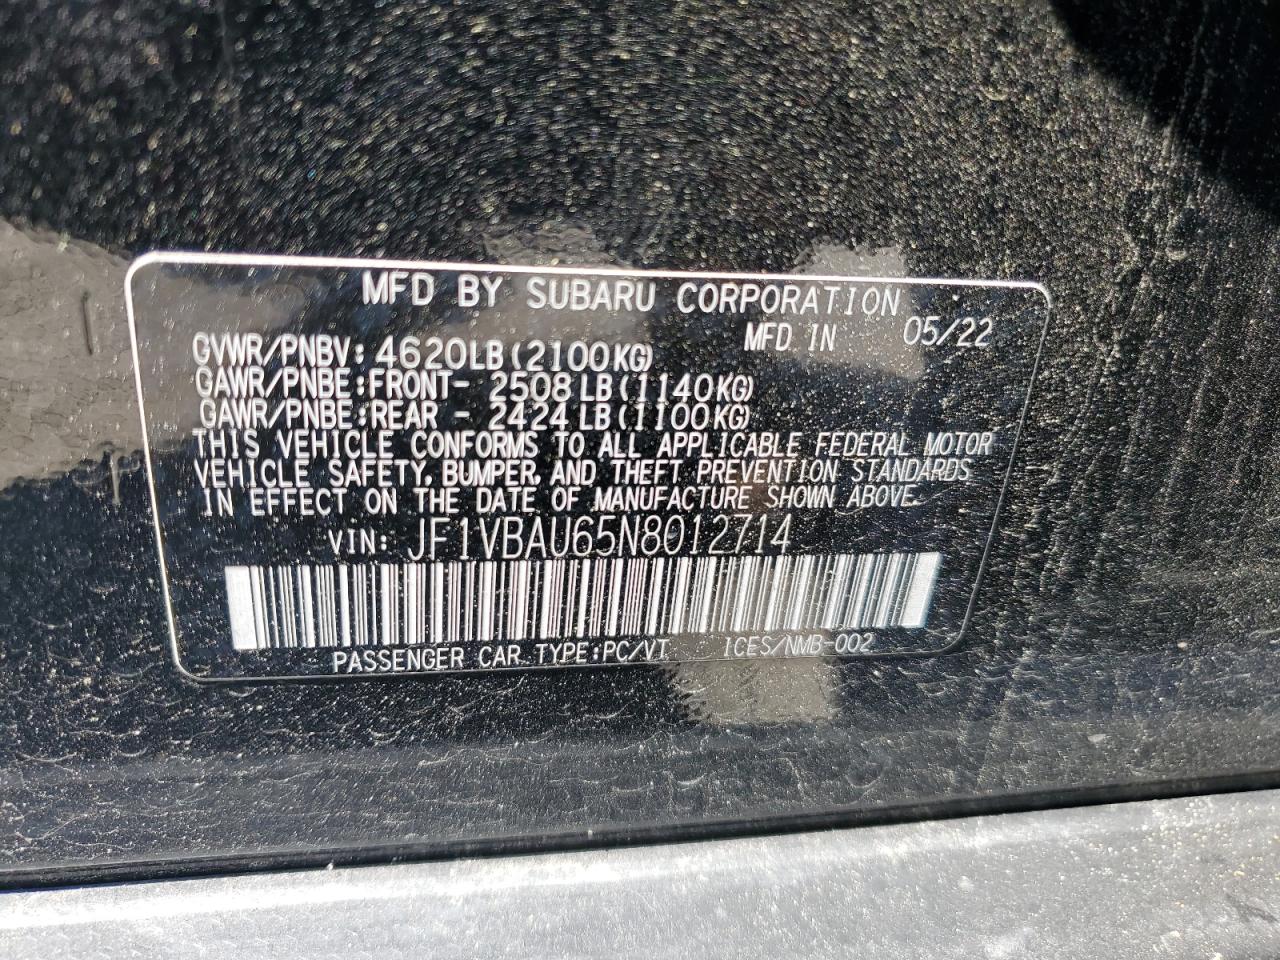 MFD BY SUBARU CORPORATION
MFD IN 05/22
GVWR/PNBV: 4620LB(2100KG)
GAWR/PNBE:FRONT- 2508LB(1140KG)
GAWR/PNBE:REAR - 2424LB(1100KG)
THIS VEHICLE CONFORMS TO ALL APPLICABLE FEDERAL MOTOR
VEHICLE SAFETY, BUMPER, AND THEFT PREVENTION STANDARDS
IN EFFECT ON THE DATE OF MANUFACTURE SHOWN ABOVE.
VIN: JF1VBAU65N8012714
PASSENGER CAR TYPE:PC/VT ICES/NMB-002